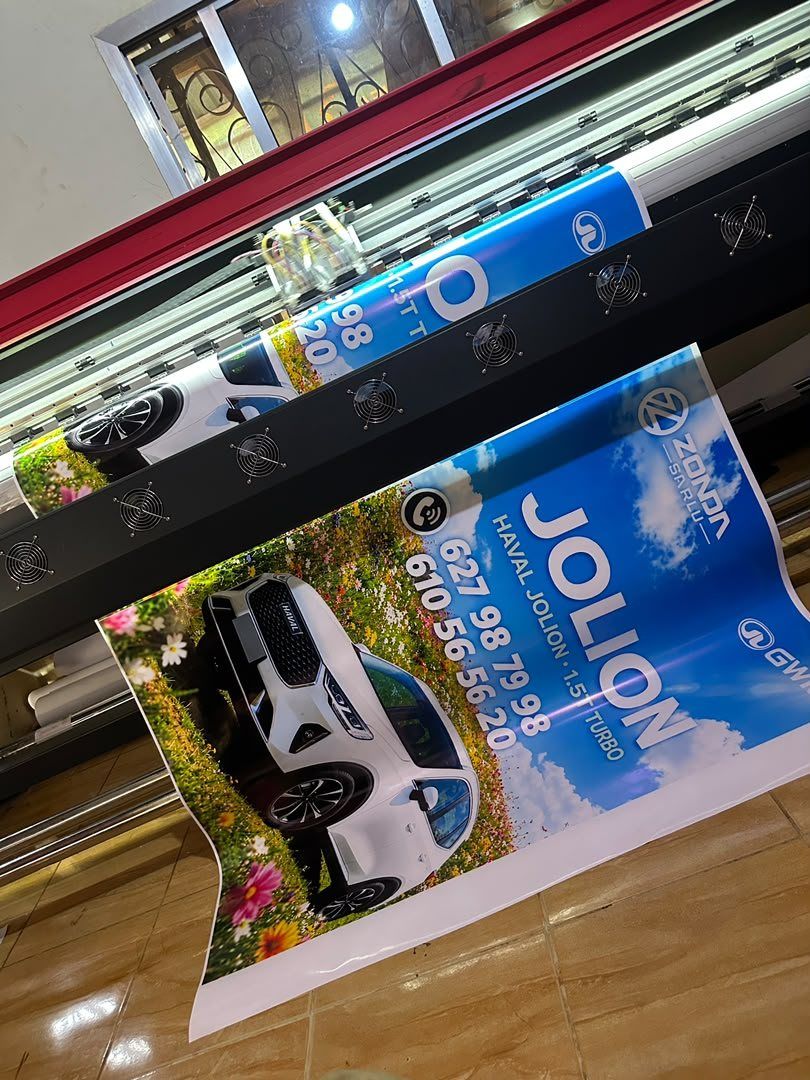 ZONDA
—SARLU—
GWM
JOLION
HAVAL JOLION • 1.5T TURBO
627 98 79 98
610 56 56 20
HAVAL
O
1.5T T
98
20